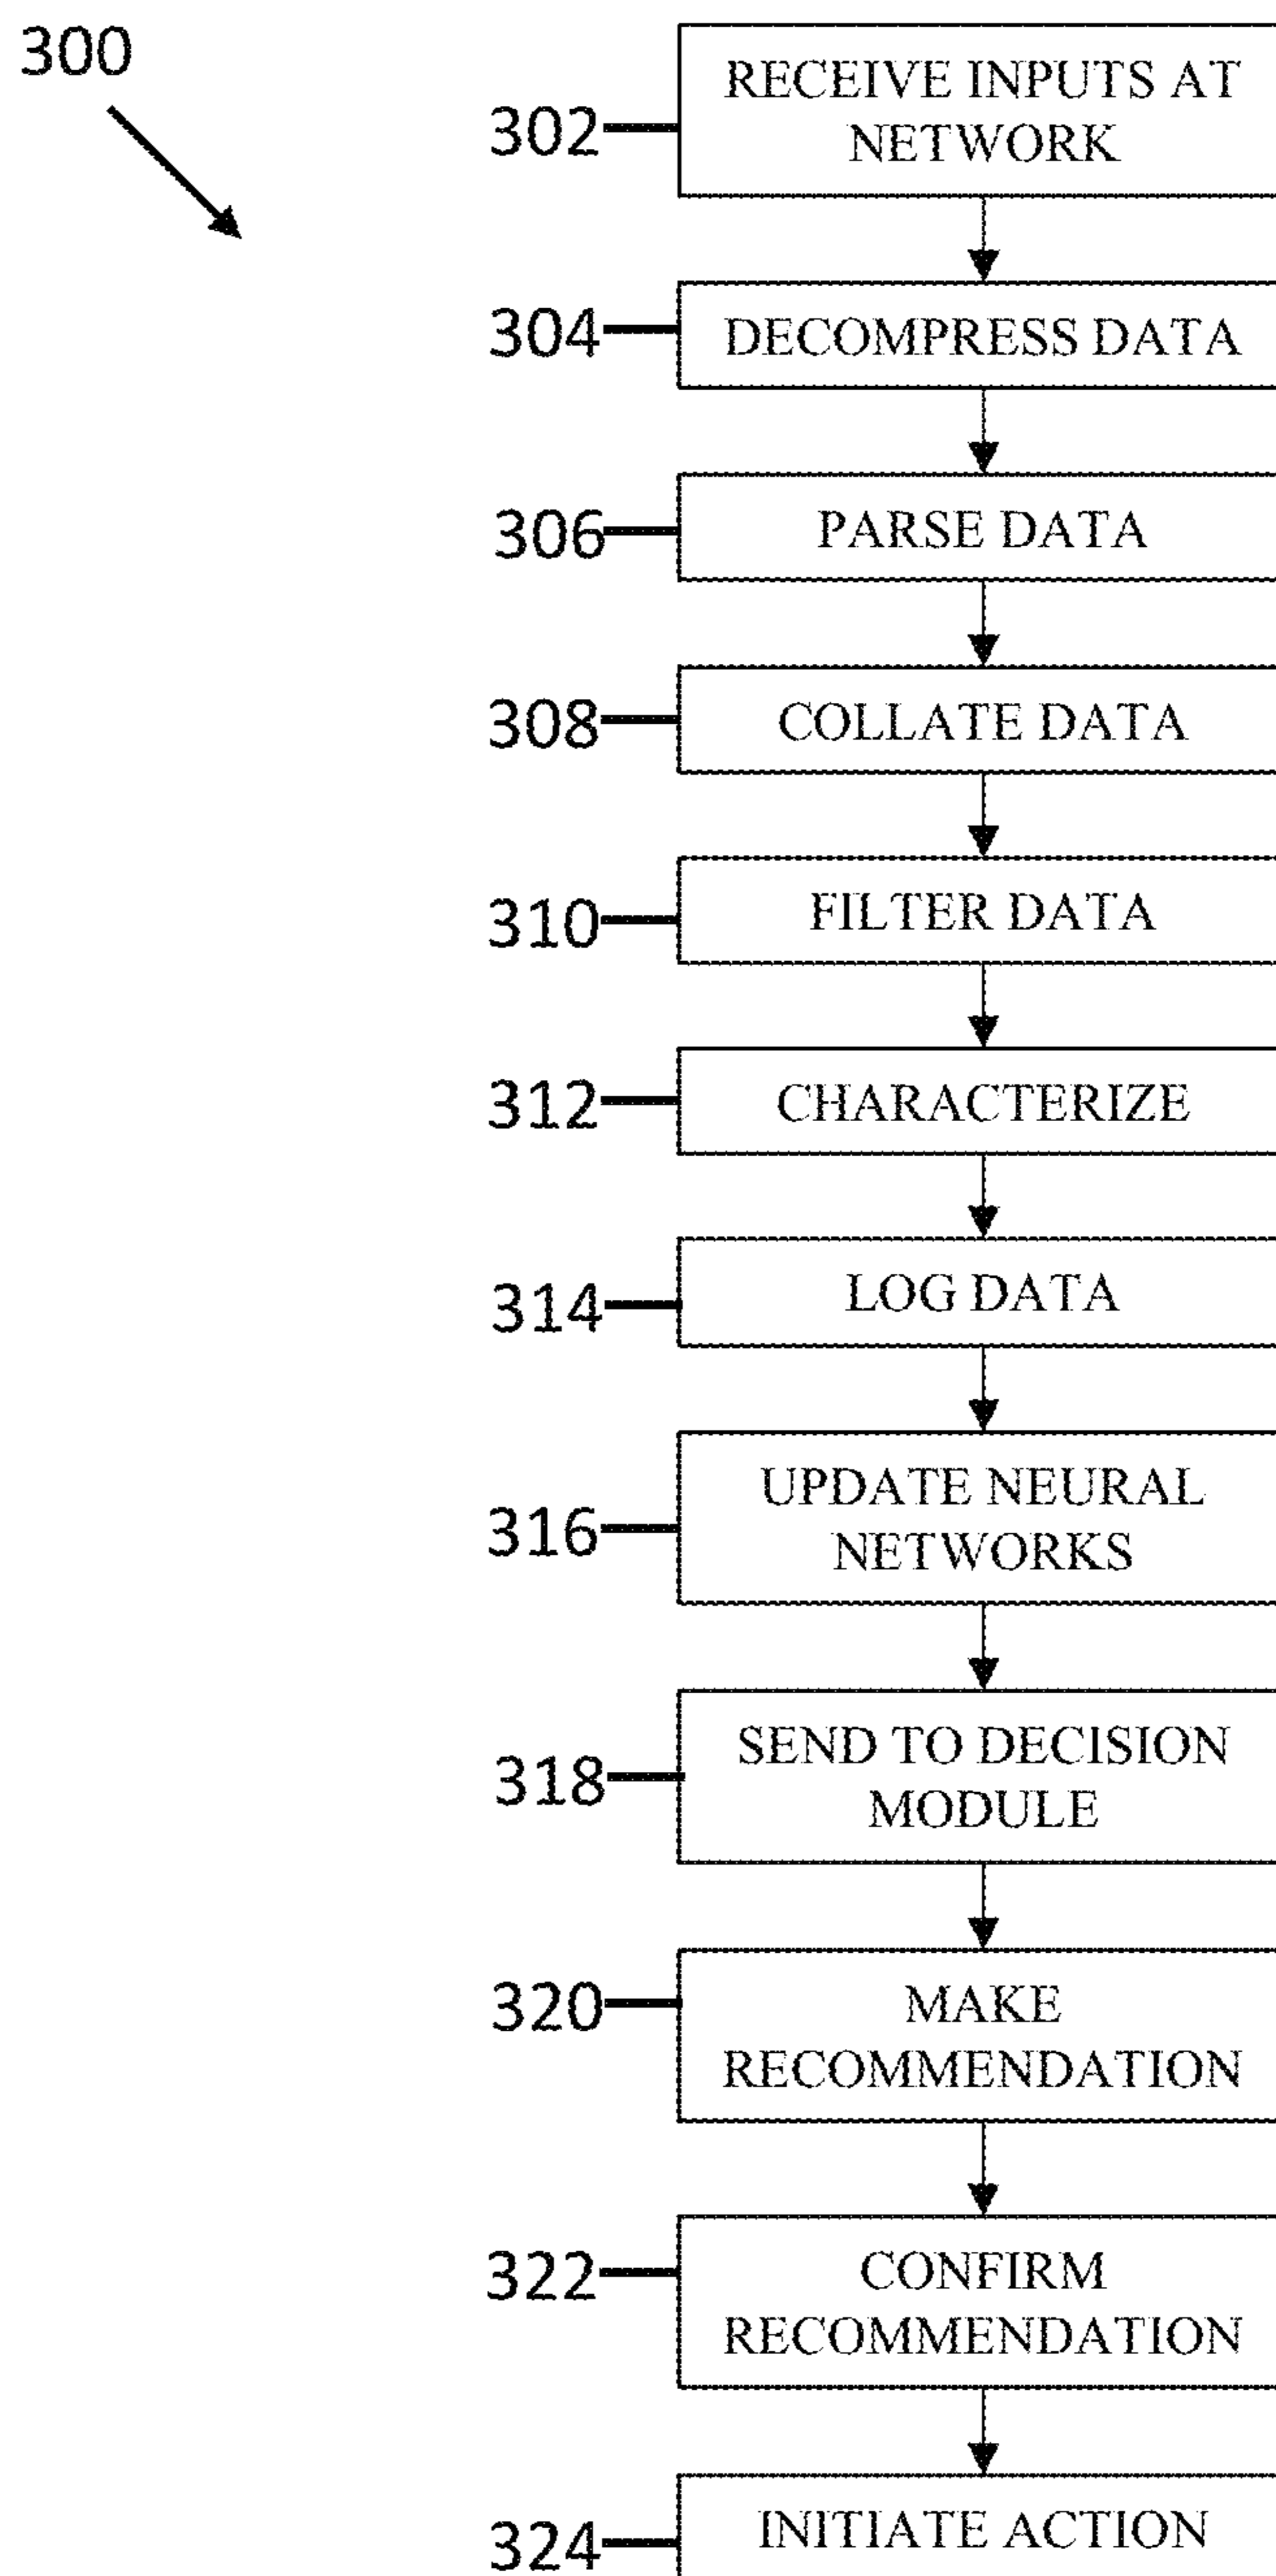 300
302
RECEIVE INPUTS AT
NETWORK
304
DECOMPRESS DATA
306
PARSE DATA
308
COLLATE DATA
310
FILTER DATA
312
CHARACTERIZE
314
LOG DATA
316
UPDATE NEURAL
NETWORKS
318
SEND TO DECISION
MODULE
320
MAKE
RECOMMENDATION
322
CONFIRM
RECOMMENDATION
324
INITIATE ACTION